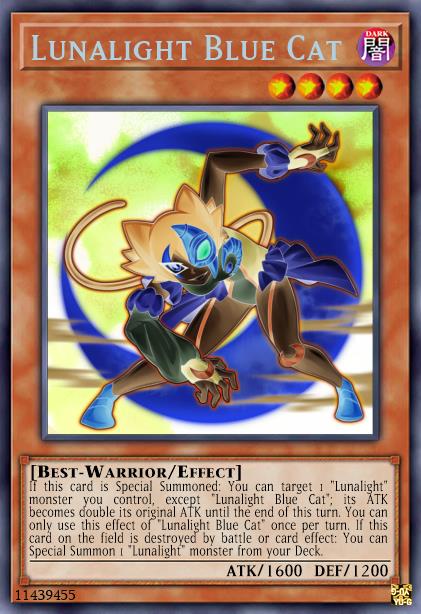 Lunalight Blue Cat
DARK
闇
[Best-Warrior/Effect]
If this card is Special Summoned: You can target 1 "Lunalight"
monster you control, except "Lunalight Blue Cat"; its ATK
becomes double its original ATK until the end of this turn. You can
only use this effect of "Lunalight Blue Cat" once per turn. If this
card on the field is destroyed by battle or card effect: You can
Special Summon 1 "Lunalight" monster from your Deck.
ATK/1600 DEF/1200
11439455